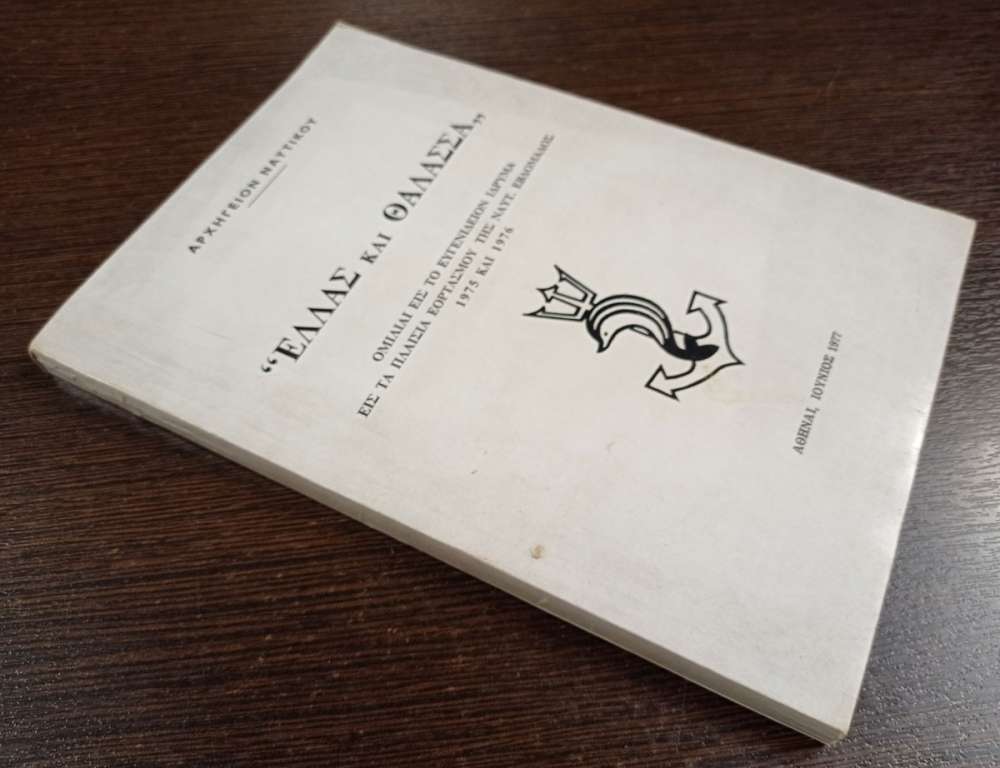 ΑΡΧΗΓΕΙΟΝ ΝΑΥΤΙΚΟΥ
“ΕΛΛΑΣ ΚΑΙ ΘΑΛΑΣΣΑ„
ΟΜΙΛΙΑΙ ΕΙΣ ΤΟ ΕΥΓΕΝΙΔΕΙΟΝ ΙΔΡΥΜΑ
ΕΙΣ ΤΑ ΠΛΑΙΣΙΑ ΕΟΡΤΑΣΜΟΥ ΤΗΣ ΝΑΥΤ. ΕΒΔΟΜΑΔΟΣ
1975 ΚΑΙ 1976
ΑΘΗΝΑΙ, ΙΟΥΝΙΟΣ 1977